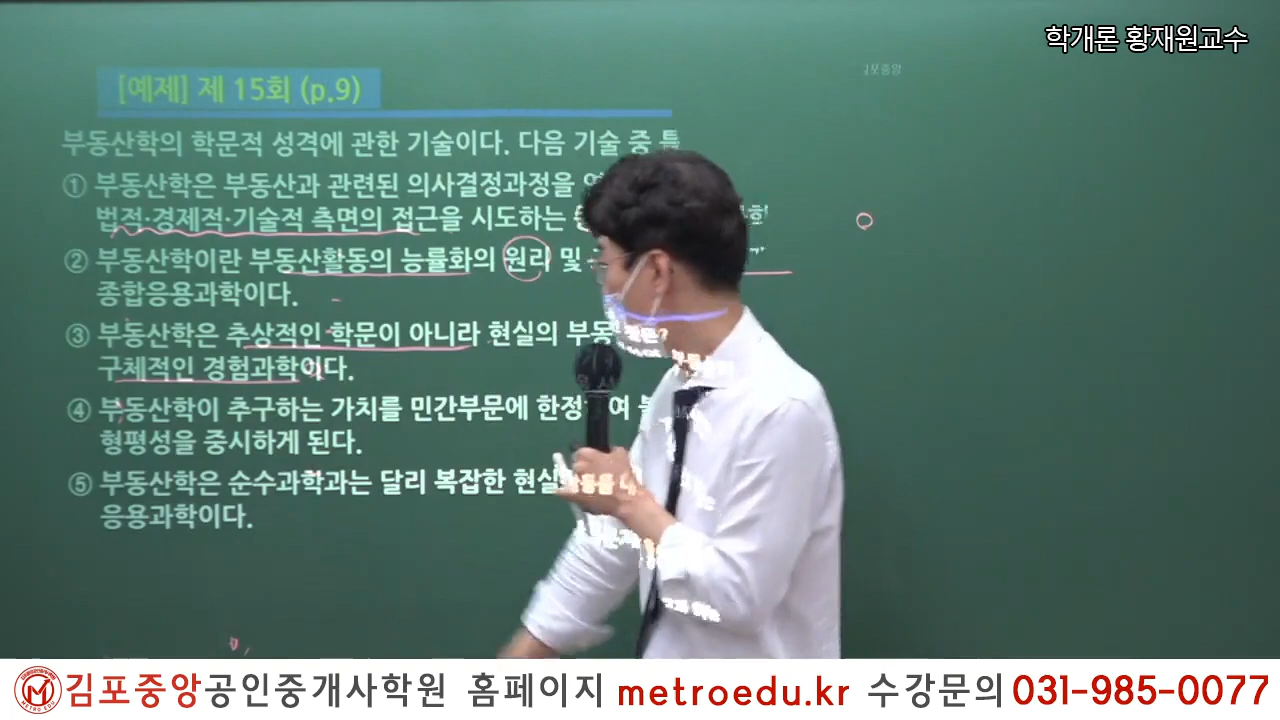 학개론 황재원교수
김포중앙
[예제] 제 15회 (p.9)
부동산학의 학문적 성격에 관한 기술이다. 다음 기술 중
① 부동산학은 부동산과 관련된 의사결정과정을
법적·경제적·기술적 측면의 접근을 시도하는
② 부동산학이란 부동산활동의 능률화의 원리 및
종합응용과학이다.
③ 부동산학은 추상적인 학문이 아니라 현실의
구체적인 경험과학이다.
④ 부동산학이 추구하는 가치를 민간부문에
형평성을 중시하게 된다.
⑤ 부동산학은 순수과학과는 달리 복잡한
응용과학이다.
김포중앙공인중개사학원 홈페이지 metroedu.kr 수강문의 031-985-0077